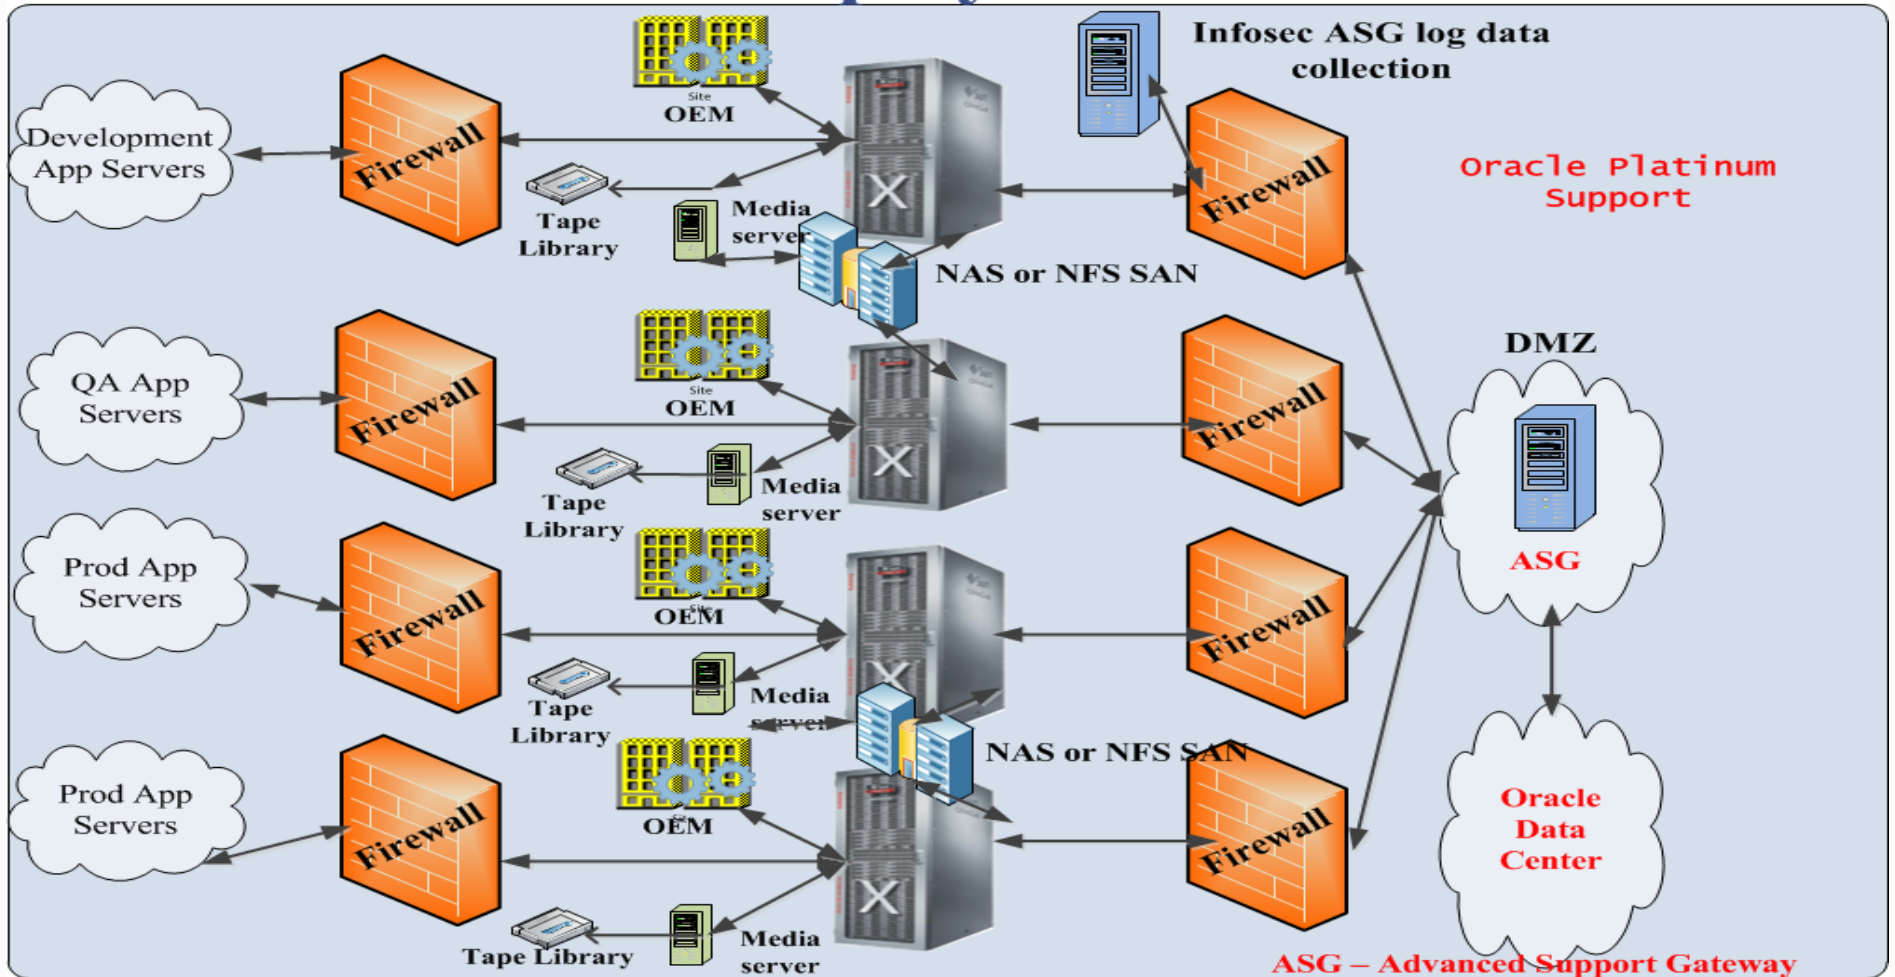 Infosec ASG log data
collection
Site
OEM
Development
App Servers
Firewall
Firewall
Oracle Platinum
Support
X
Tape
Library
Media
server
NAS or NFS SAN
DMZ
Site
OEM
QA App
Servers
Firewall
Firewall
X
Tape
Library
Media
server
ASG
Prod App
Servers
Firewall
OEM
Firewall
X
Tape
Library
Media
server
NAS or NFS SAN
Prod App
Servers
Firewall
OEM
Firewall
X
Oracle
Data
Center
Tape Library
Media
server
ASG – Advanced Support Gateway